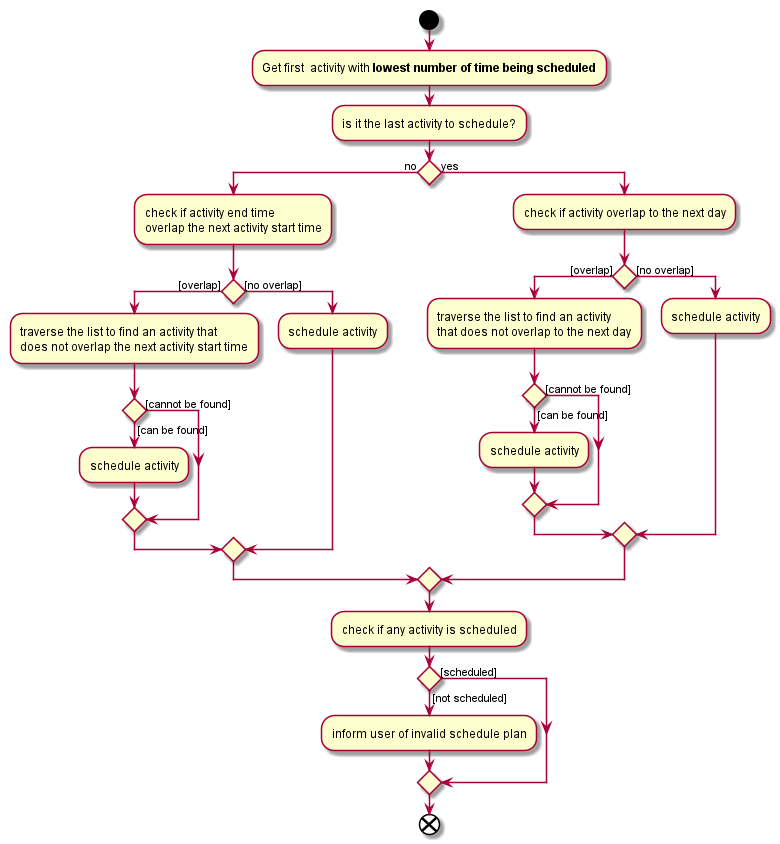 Get first  activity with lowest number of time being scheduled
is it the last activity to schedule?
no
yes
check if activity end time
overlap the next activity start time
[overlap]
[no overlap]
traverse the list to find an activity that
does not overlap the next activity start time
schedule activity
[cannot be found]
[can be found]
schedule activity
check if activity overlap to the next day
[overlap]
[no overlap]
traverse the list to find an activity
that does not overlap to the next day
schedule activity
[cannot be found]
[can be found]
schedule activity
check if any activity is scheduled
[scheduled]
[not scheduled]
inform user of invalid schedule plan